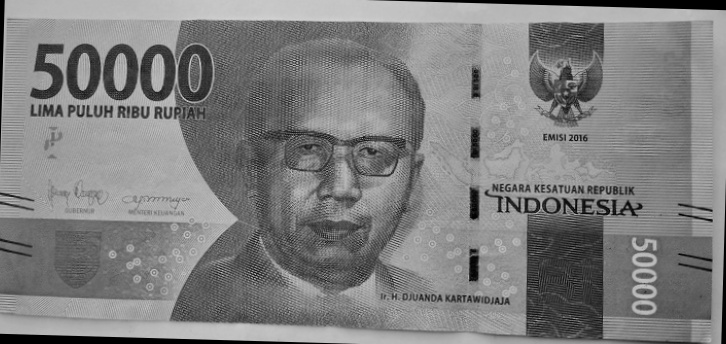 50000
LIMA PULUH RIBU RUPIAH
EMISI 2016
GUBERNUR
MENTERI KEUANGAN
NEGARA KESATUAN REPUBLIK
INDONESIA
Ir. H. DJUANDA KARTAWIDJAJA
50000